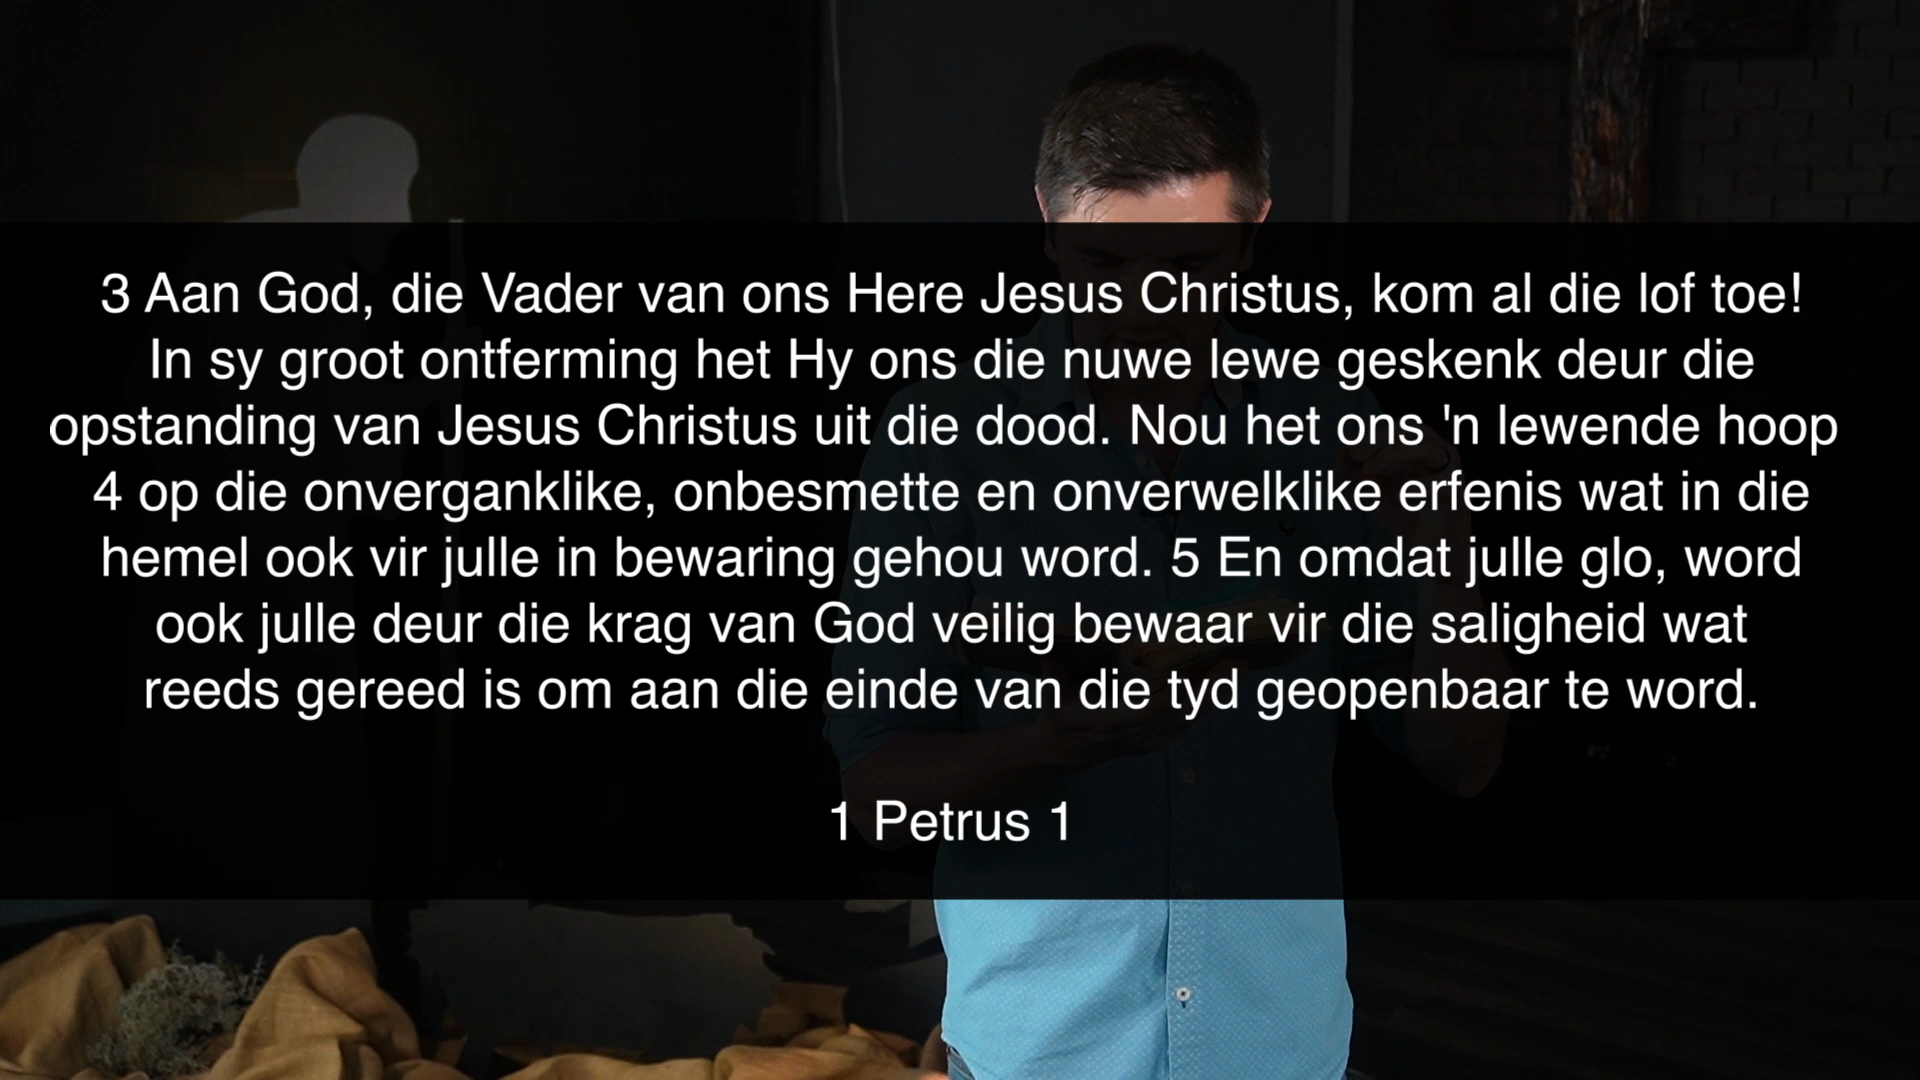 3 Aan God, die Vader van ons Here Jesus Christus, kom al die lof toe!
In sy groot ontferming het Hy ons die nuwe lewe geskenk deur die
opstanding van Jesus Christus uit die dood. Nou het ons 'n lewende hoop
4 op die onverganklike, onbesmette en onverwelklike erfenis wat in die
hemel ook vir julle in bewaring gehou word. 5 En omdat julle glo, word
ook julle deur die krag van God veilig bewaar vir die saligheid wat
reeds gereed is om aan die einde van die tyd geopenbaar te word.
1 Petrus 1